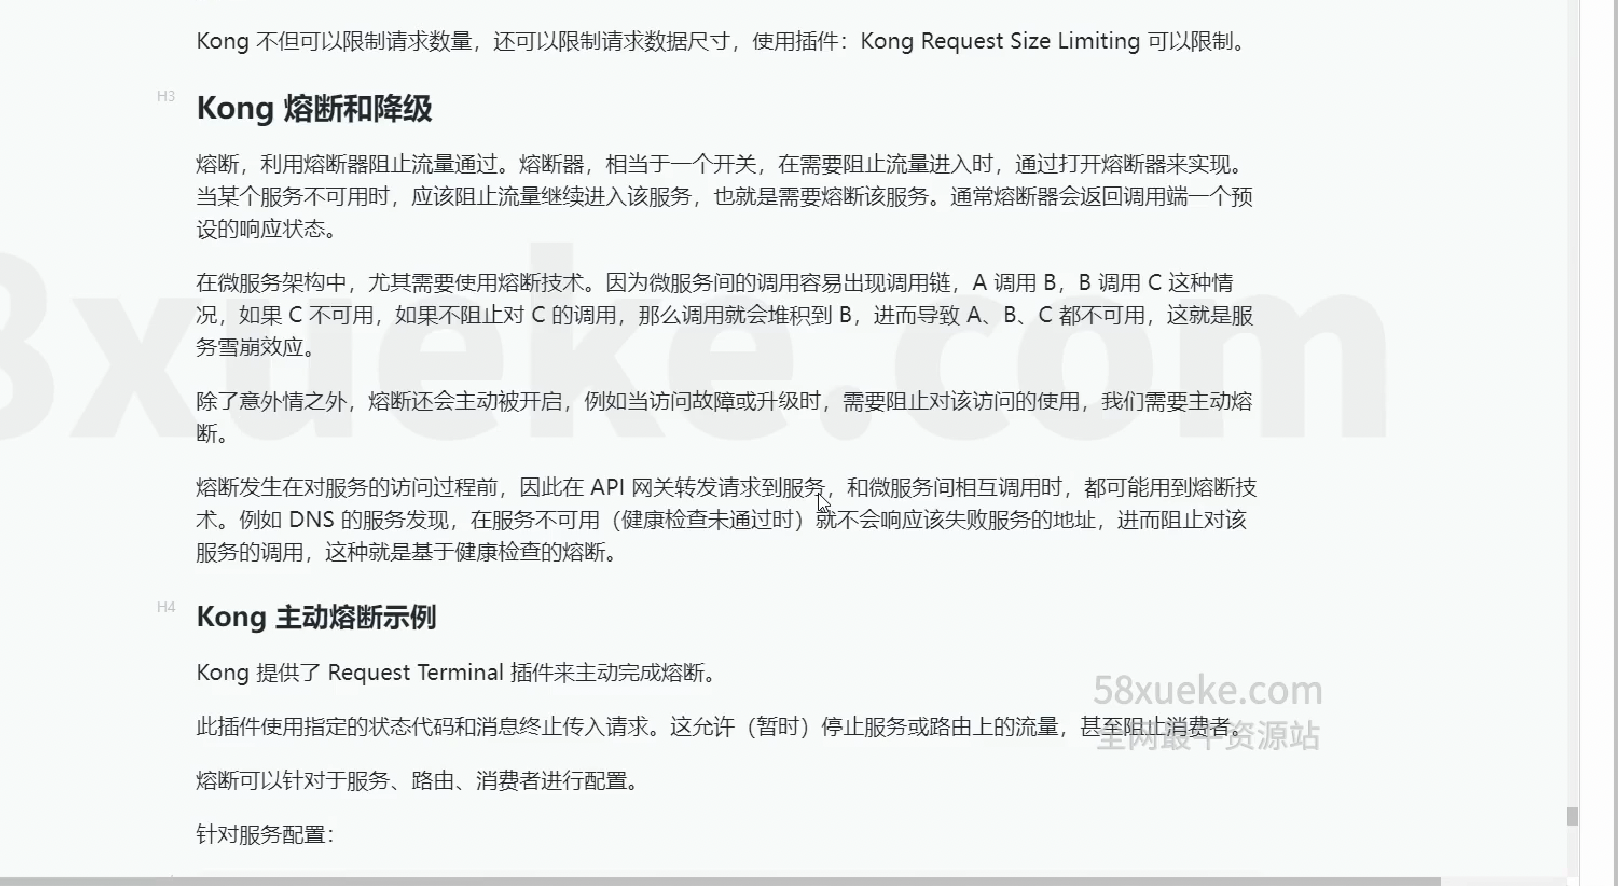 Kong 不但可以限制请求数量，还可以限制请求数据尺寸，使用插件：Kong Request Size Limiting 可以限制。
H3
Kong 熔断和降级
熔断，利用熔断器阻止流量通过。熔断器，相当于一个开关，在需要阻止流量进入时，通过打开熔断器来实现。
当某个服务不可用时，应该阻止流量继续进入该服务，也就是需要熔断该服务。通常熔断器会返回调用端一个预
设的响应状态。
在微服务架构中，尤其需要使用熔断技术。因为微服务间的调用容易出现调用链，A 调用 B，B 调用 C 这种情
况，如果 C 不可用，如果不阻止对 C 的调用，那么调用就会堆积到 B，进而导致 A、B、C 都不可用，这就是服
务雪崩效应。
8xueke.com
除了意外情之外，熔断还会主动被开启，例如当访问故障或升级时，需要阻止对该访问的使用，我们需要主动熔
断。
熔断发生在对服务的访问过程前，因此在 API 网关转发请求到服务，和微服务间相互调用时，都可能用到熔断技
术。例如 DNS 的服务发现，在服务不可用（健康检查未通过时）就不会响应该失败服务的地址，进而阻止对该
服务的调用，这种就是基于健康检查的熔断。
H4
Kong 主动熔断示例
Kong 提供了 Request Terminal 插件来主动完成熔断。
58xueke.com
此插件使用指定的状态代码和消息终止传入请求。这允许（暂时）停止服务或路由上的流量，甚至阻止消费者。
全网最牛资源站
熔断可以针对于服务、路由、消费者进行配置。
针对服务配置：